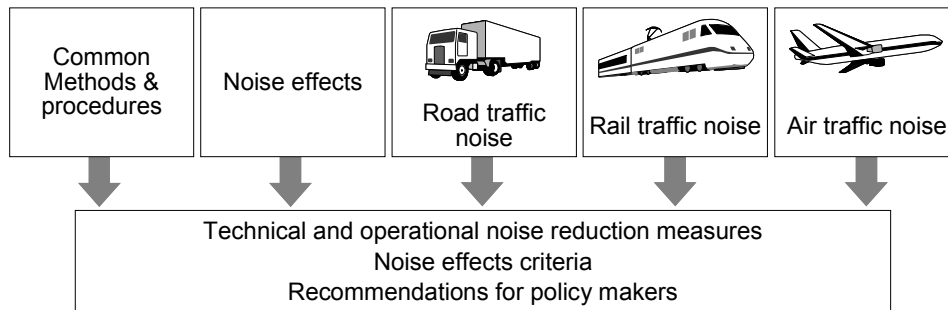 Common
Methods &
procedures
Noise effects
Road traffic
noise
Rail traffic noise
Air traffic noise
Technical and operational noise reduction measures
Noise effects criteria
Recommendations for policy makers